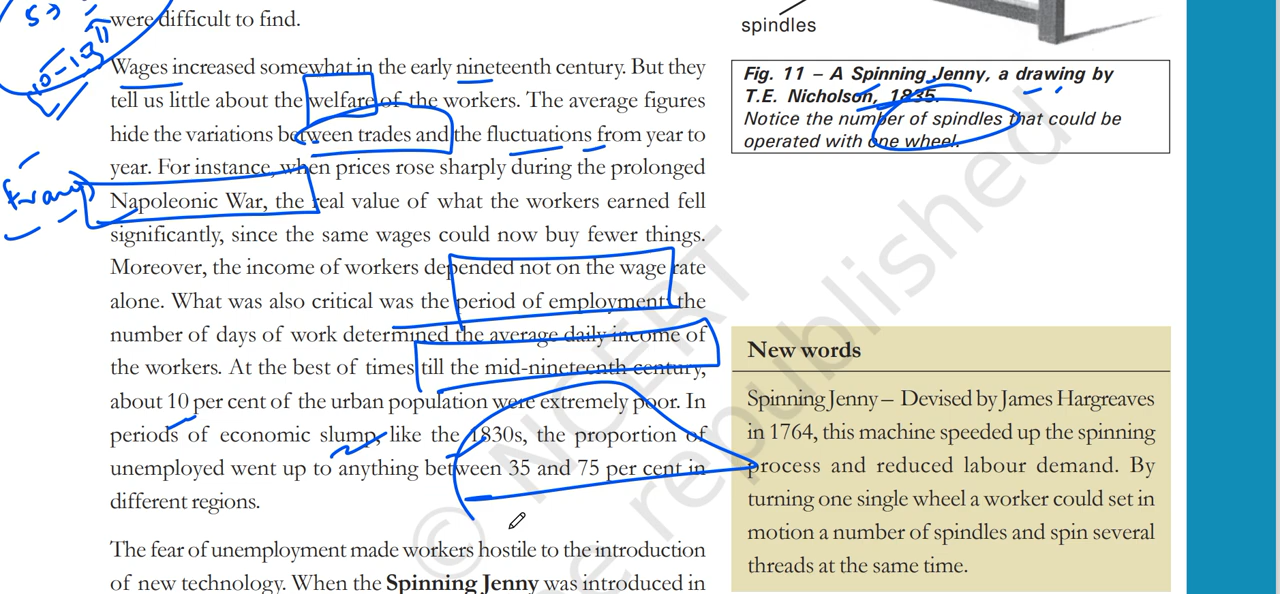 were difficult to find.
Wages increased somewhat in the early nineteenth century. But they
tell us little about the welfare of the workers. The average figures
hide the variations between trades and the fluctuations from year to
year. For instance, when prices rose sharply during the prolonged
Napoleonic War, the real value of what the workers earned fell
significantly, since the same wages could now buy fewer things.
Moreover, the income of workers depended not on the wage rate
alone. What was also critical was the period of employment: the
number of days of work determined the average daily income of
the workers. At the best of times till the mid-nineteenth century,
about 10 per cent of the urban population were extremely poor. In
periods of economic slump, like the 1830s, the proportion of
unemployed went up to anything between 35 and 75 per cent in
different regions.
The fear of unemployment made workers hostile to the introduction
of new technology. When the Spinning Jenny was introduced in
spindles
Fig. 11 – A Spinning Jenny, a drawing by
T.E. Nicholson, 1835.
Notice the number of spindles that could be
operated with one wheel.
New words
Spinning Jenny – Devised by James Hargreaves
in 1764, this machine speeded up the spinning
process and reduced labour demand. By
turning one single wheel a worker could set in
motion a number of spindles and spin several
threads at the same time.
© NCERT
be republished